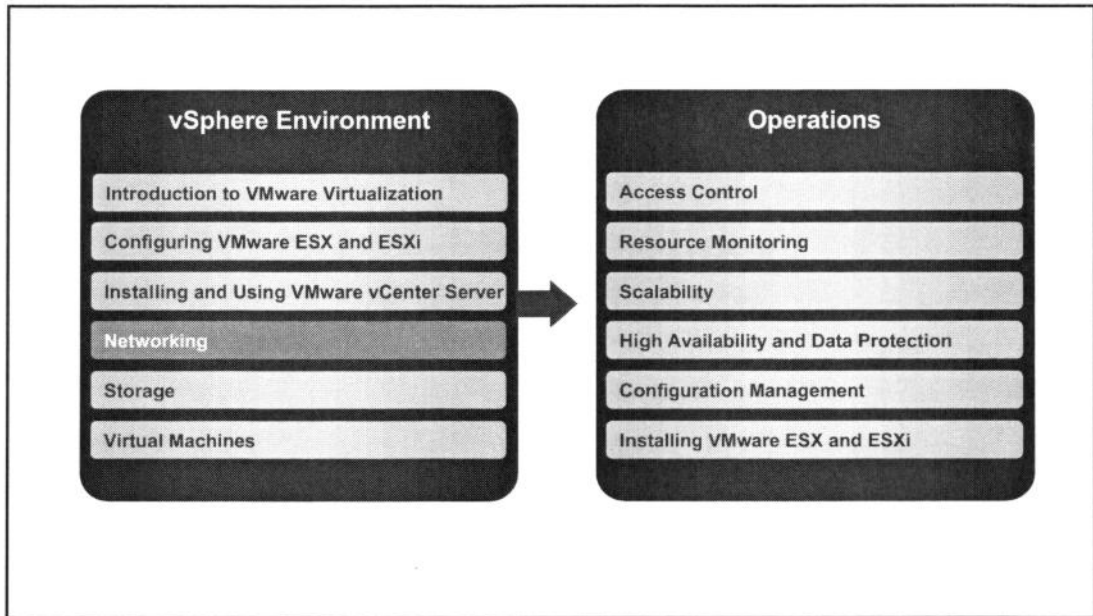 vSphere Environment
Introduction to VMware Virtualization
Configuring VMware ESX and ESXi
Installing and Using VMware vCenter Server
Networking
Storage
Virtual Machines
Operations
Access Control
Resource Monitoring
Scalability
High Availability and Data Protection
Configuration Management
Installing VMware ESX and ESXi